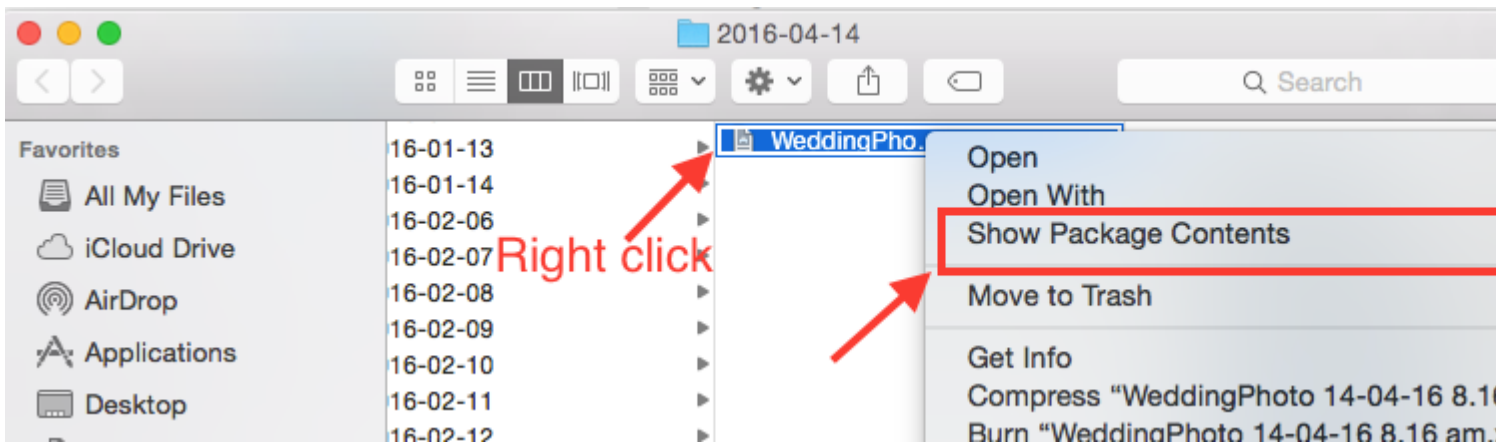 2016-04-14
Search
Favorites
All My Files
iCloud Drive
AirDrop
Applications
Desktop
16-01-13
16-01-14
16-02-06
16-02-07
16-02-08
16-02-09
16-02-10
16-02-11
16-02-12
WeddingPho.
Right click
Open
Open With
Show Package Contents
Move to Trash
Get Info
Compress “WeddingPhoto 14-04-16 8.16
Burn “WeddingPhoto 14-04-16 8.16 am.